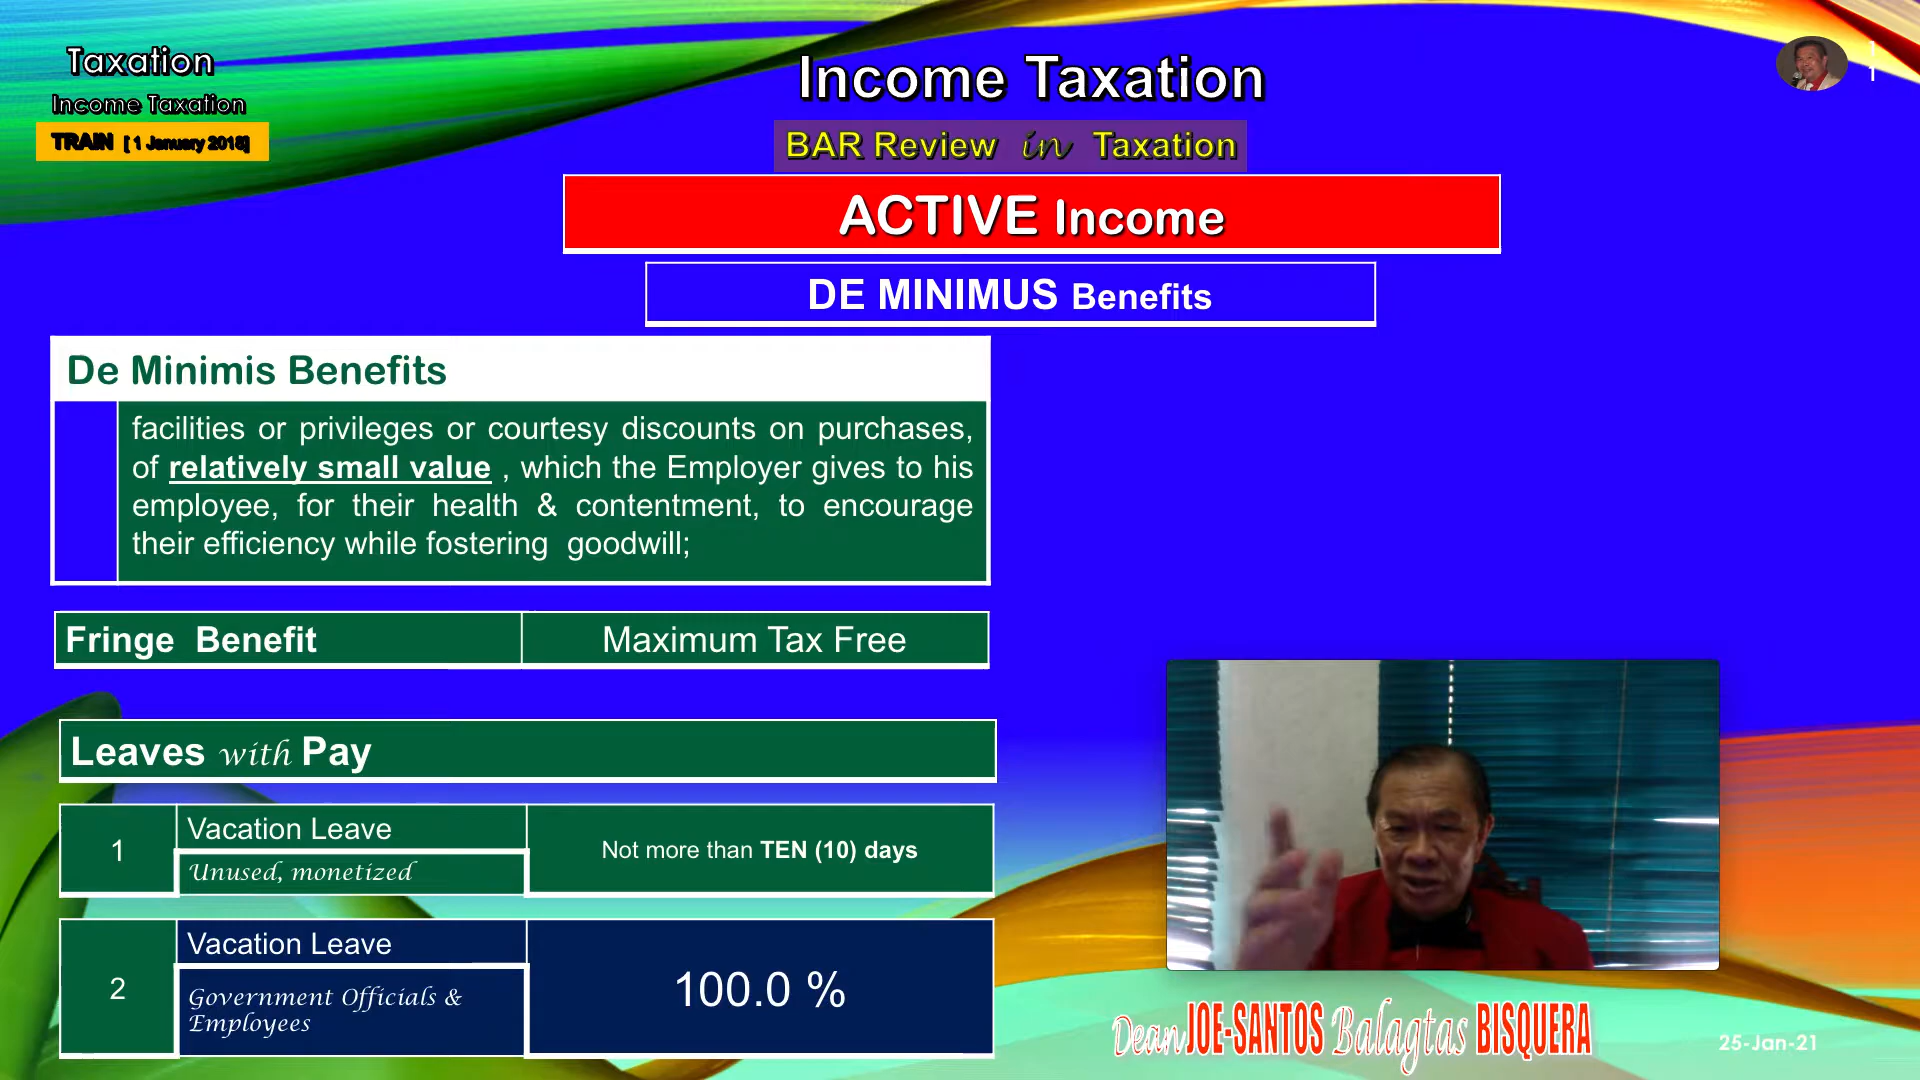 Taxation
Income Taxation
TRAIN [ 1 January 2018]
Income Taxation
BAR Review in Taxation
1
1
ACTIVE Income
DE MINIMUS Benefits
De Minimis Benefits
facilities or privileges or courtesy discounts on purchases,
of relatively small value , which the Employer gives to his
employee, for their health & contentment, to encourage
their efficiency while fostering goodwill;
Fringe Benefit
Maximum Tax Free
Leaves with Pay
1
Vacation Leave
Unused, monetized
Not more than TEN (10) days
2
Vacation Leave
Government Officials &
Employees
100.0 %
Dean JOE-SANTOS Balagtas BISQUERA
25-Jan-21